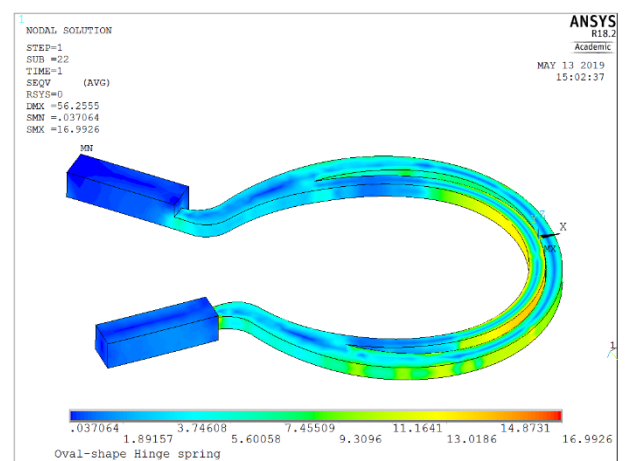 1
NODAL SOLUTION
STEP=1
SUB =22
TIME=1
SEQV     (AVG)
RSYS=0
DMX =56.2555
SMN =.037064
SMX =16.9926
ANSYS
R18.2
Academic
MAY 13 2019
15:02:37
MN
X
MX
1
.037064 3.74608 7.45509 11.1641 14.8731
1.89157 5.60058 9.3096 13.0186 16.9926
Oval-shape Hinge spring